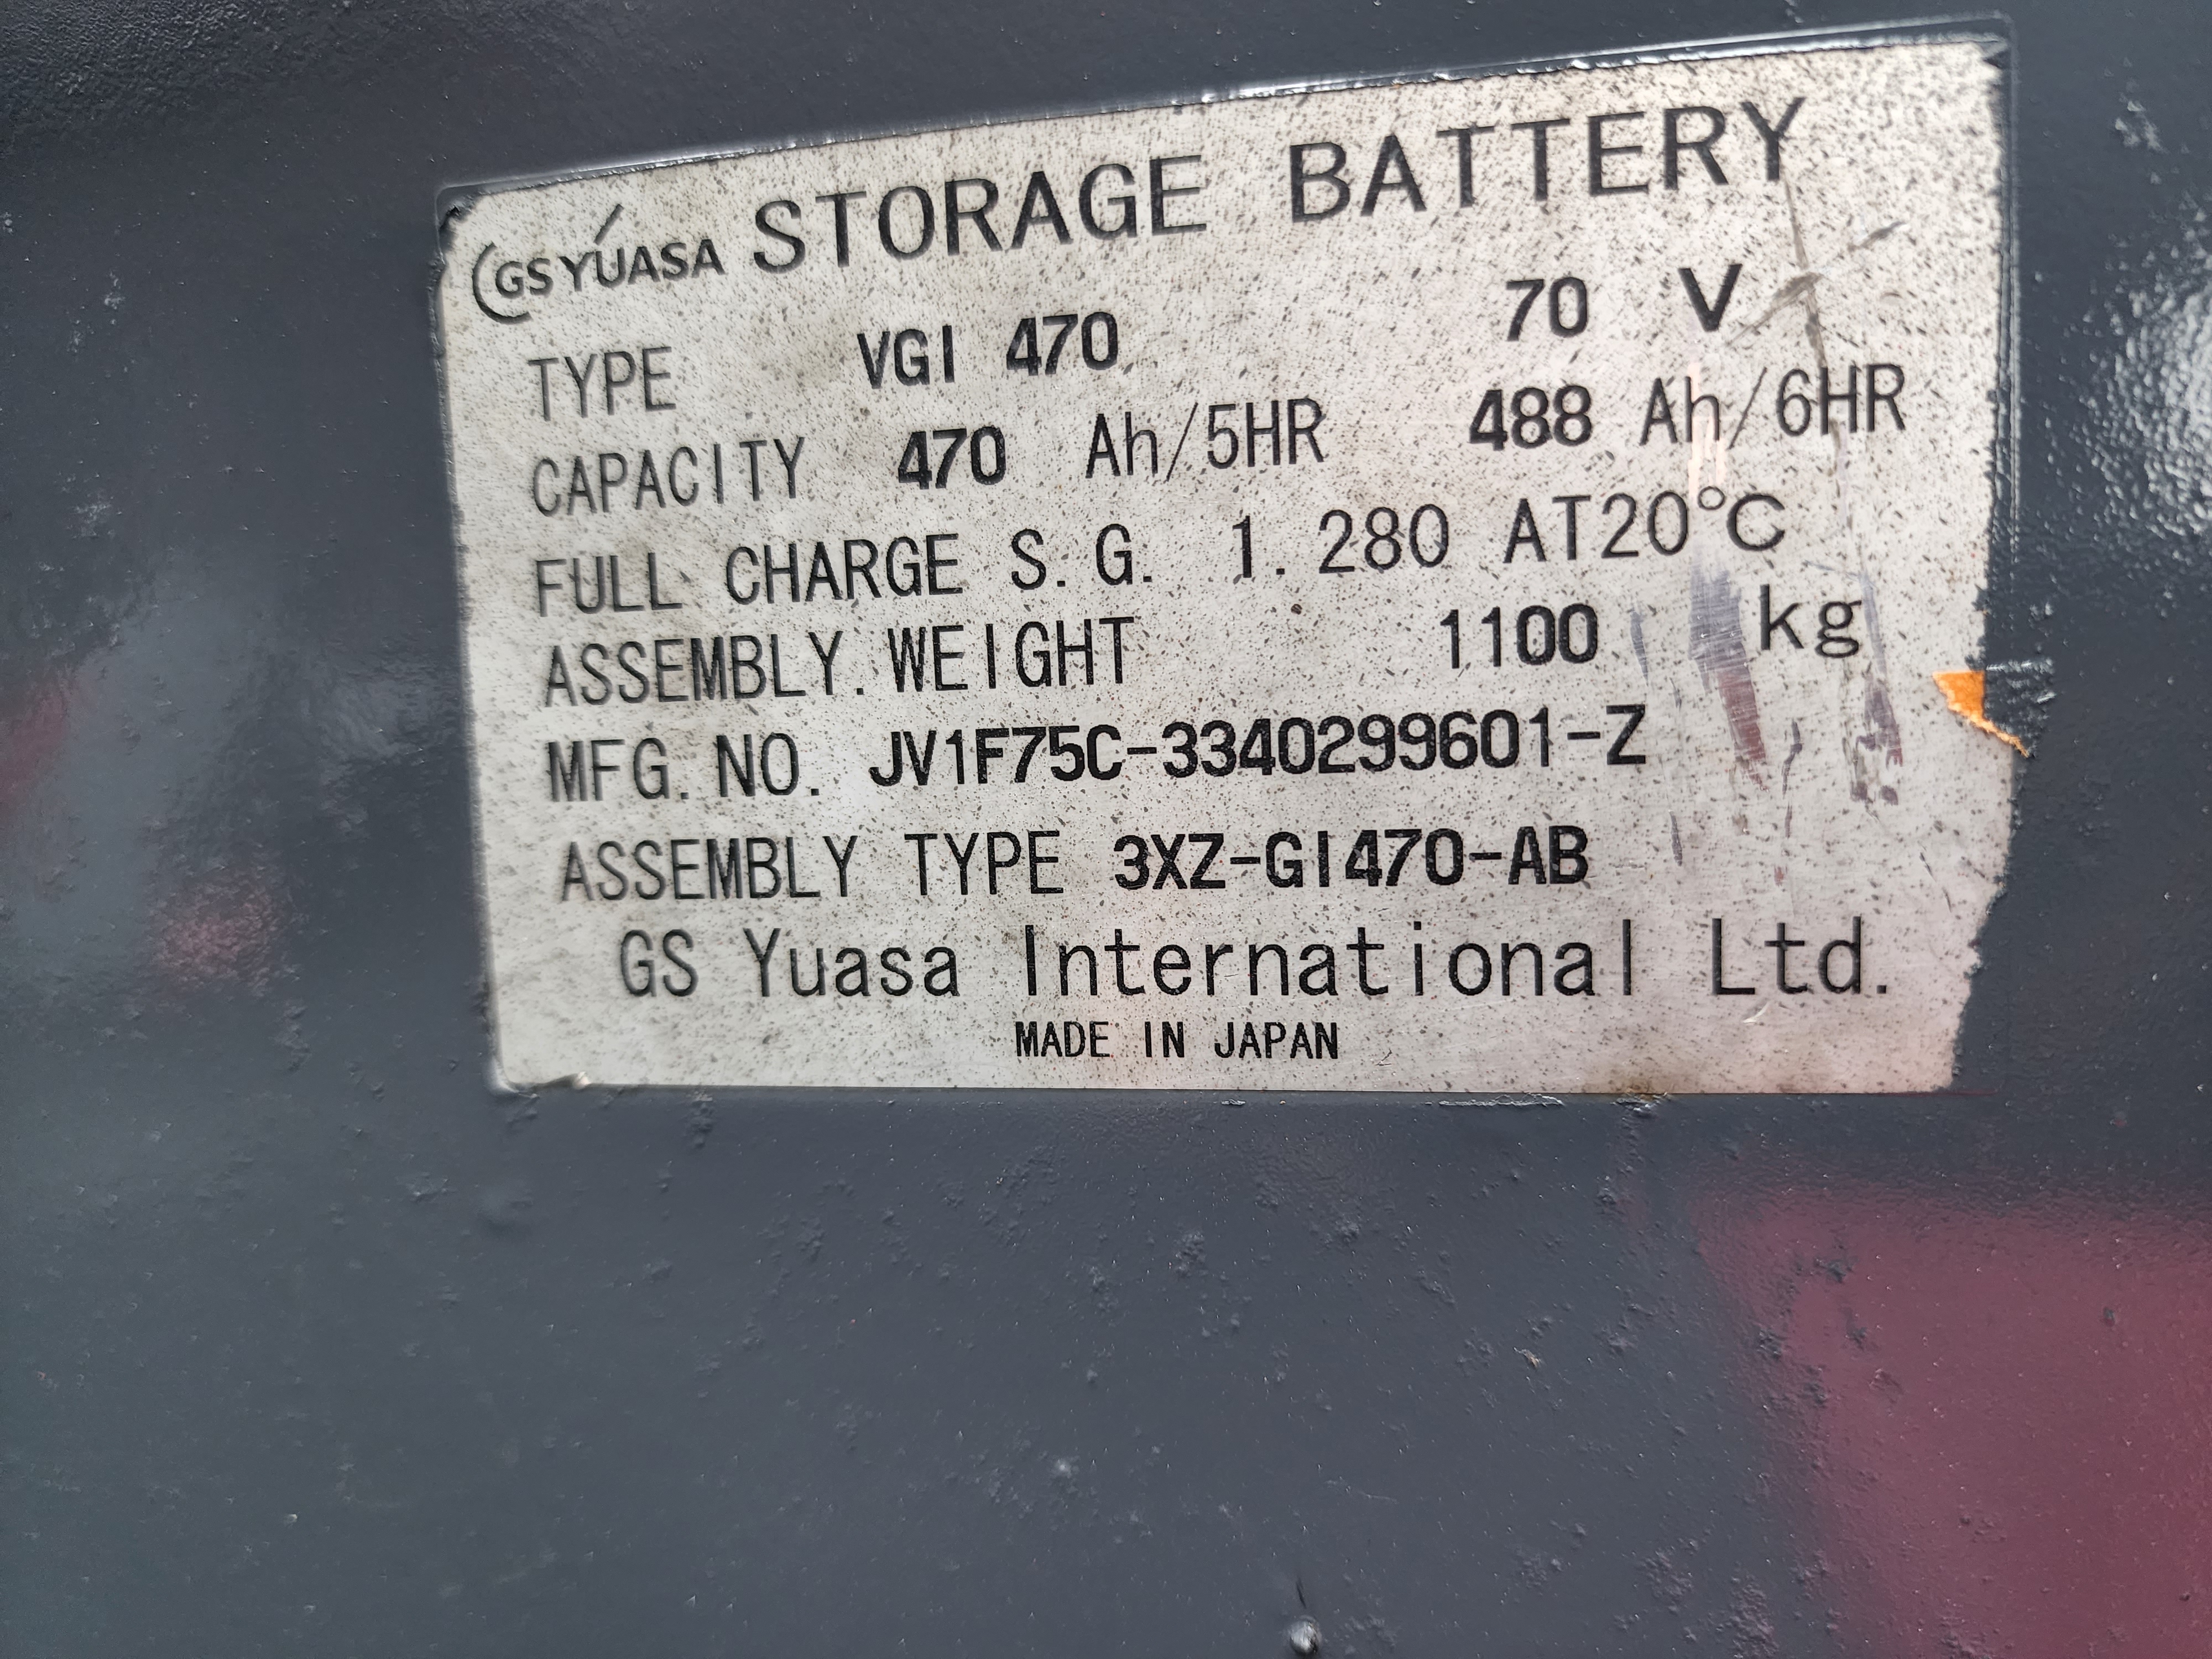 GS YUASA STORAGE BATTERY
TYPE VGI 470 70 V
CAPACITY 470 Ah/5HR 488 Ah/6HR
FULL CHARGE S.G. 1.280 AT20°C
ASSEMBLY.WEIGHT 1100 kg
MFG.NO. JV1F75C-3340299601-Z
ASSEMBLY TYPE 3XZ-GI470-AB
GS Yuasa International Ltd.
MADE IN JAPAN